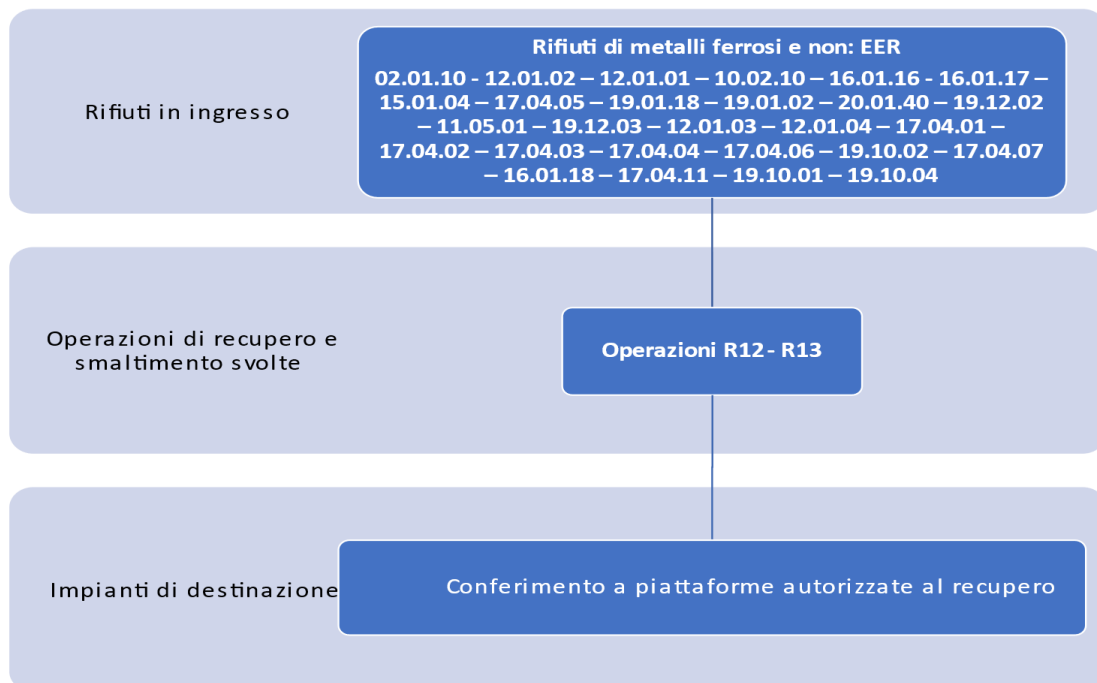 Rifiuti in ingresso
Rifiuti di metalli ferrosi e non: EER
02.01.10 - 12.01.02 – 12.01.01 – 10.02.10 – 16.01.16 - 16.01.17 –
15.01.04 – 17.04.05 – 19.01.18 – 19.01.02 – 20.01.40 – 19.12.02
– 11.05.01 – 19.12.03 – 12.01.03 – 12.01.04 – 17.04.01 –
17.04.02 – 17.04.03 – 17.04.04 – 17.04.06 – 19.10.02 – 17.04.07
– 16.01.18 – 17.04.11 – 19.10.01 – 19.10.04
Operazioni di recupero e
smaltimento svolte
Operazioni R12 - R13
Impianti di destinazione
Conferimento a piattaforme autorizzate al recupero